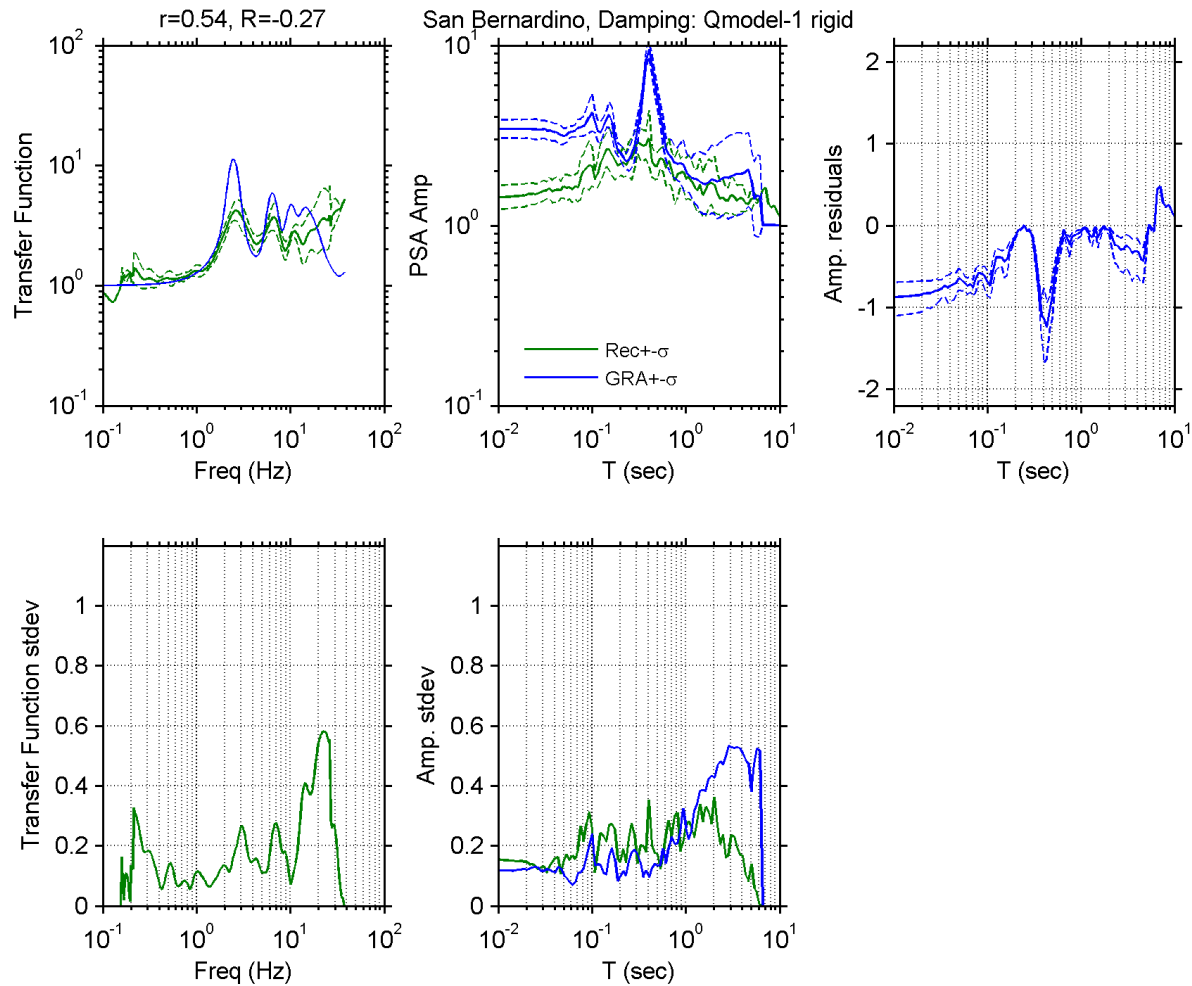 r=0.54, R=-0.27
San Bernardino, Damping: Qmodel-1 rigid
Transfer Function
10^2
10^1
10^0
10^-1
10^-1 10^0 10^1 10^2
Freq (Hz)
PSA Amp
10^1
10^0
10^-1
Rec+-σ
GRA+-σ
10^-2 10^-1 10^0 10^1
T (sec)
Amp. residuals
2
1
0
-1
-2
10^-2 10^-1 10^0 10^1
T (sec)
Transfer Function stdev
1
0.8
0.6
0.4
0.2
0
10^-1 10^0 10^1 10^2
Freq (Hz)
Amp. stdev
1
0.8
0.6
0.4
0.2
0
10^-2 10^-1 10^0 10^1
T (sec)